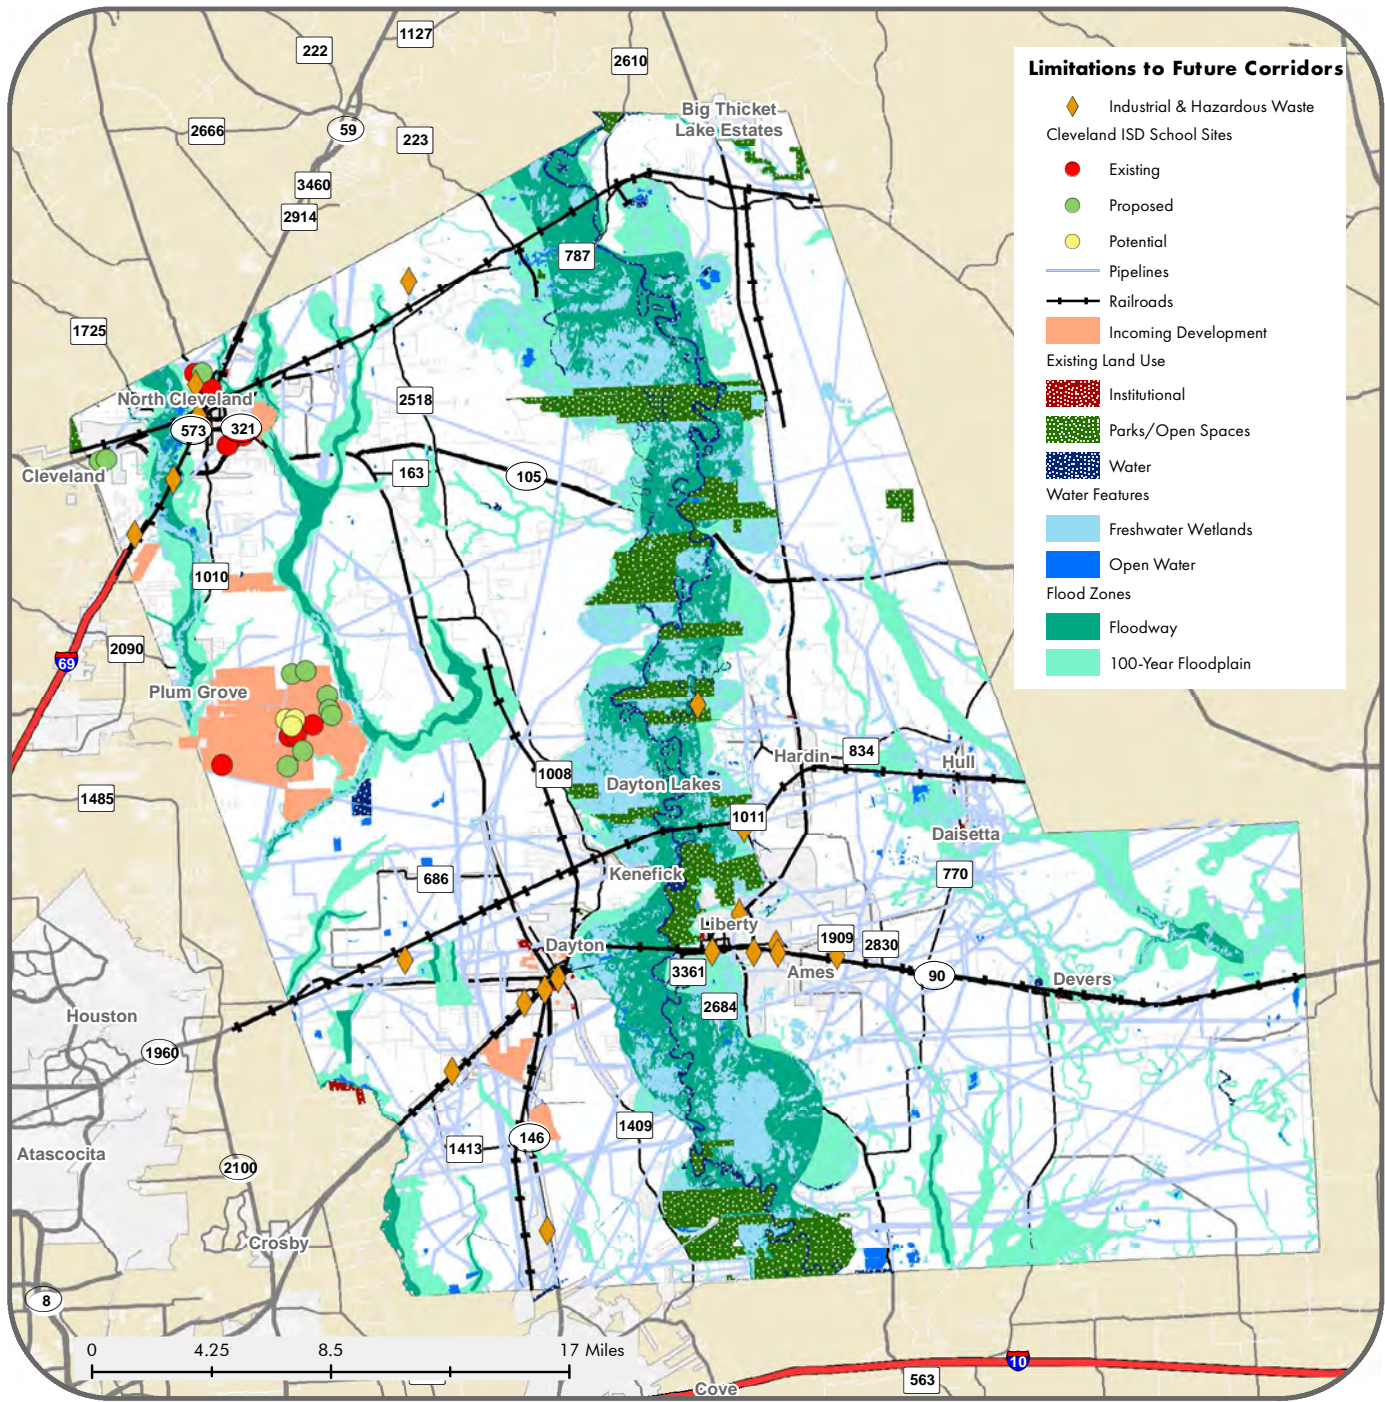 1127
222
2610
Limitations to Future Corridors
Industrial & Hazardous Waste
Cleveland ISD School Sites
Existing
Proposed
Potential
Pipelines
Railroads
Incoming Development
Existing Land Use
Institutional
Parks/Open Spaces
Water
Water Features
Freshwater Wetlands
Open Water
Flood Zones
Floodway
100-Year Floodplain
Big Thicket
Lake Estates
2666
59
223
3460
2914
787
1725
North Cleveland
2518
573
321
Cleveland
163
105
1010
2090
69
Plum Grove
Hardin
834
Hull
1008
Dayton Lakes
1485
1011
Daisetta
686
Kenefick
770
Liberty
1909
2830
Dayton
3361
Ames
90
Devers
2684
Houston
1960
1409
146
1413
Atascocita
2100
Crosby
8
0
4.25
8.5
17 Miles
10
563
Cove